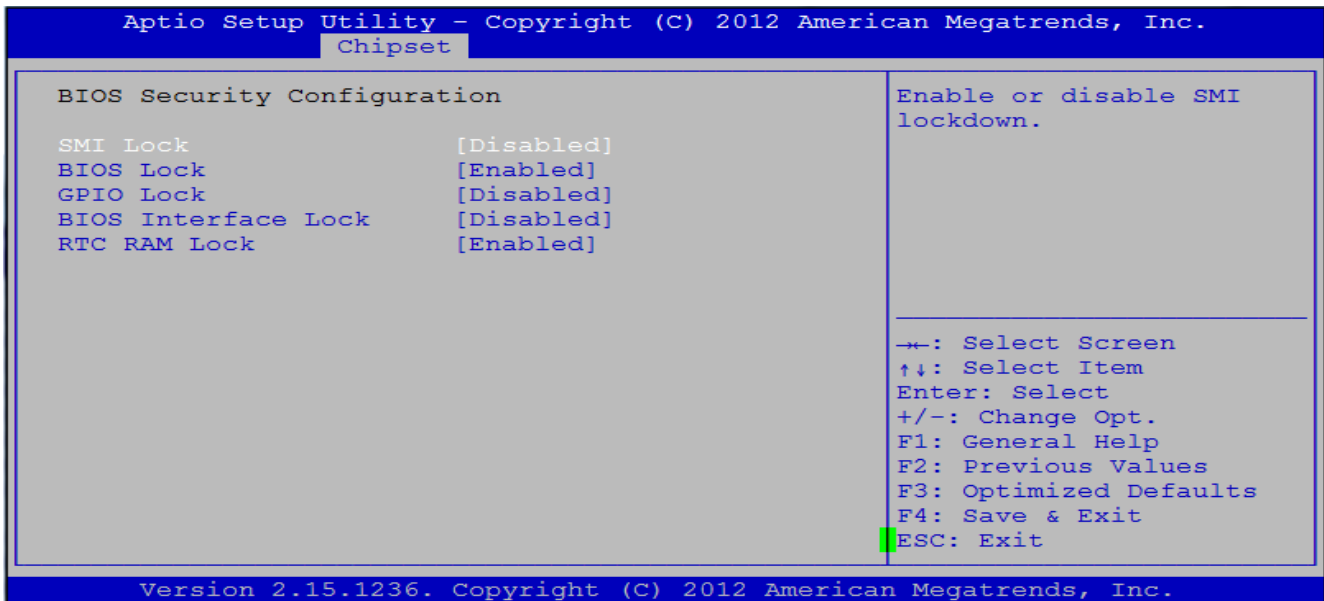 Aptio Setup Utility - Copyright (C) 2012 American Megatrends, Inc.
Chipset
BIOS Security Configuration
SMI Lock [Disabled]
BIOS Lock [Enabled]
GPIO Lock [Disabled]
BIOS Interface Lock [Disabled]
RTC RAM Lock [Enabled]
Enable or disable SMI
lockdown.
→←: Select Screen
↑↓: Select Item
Enter: Select
+/-: Change Opt.
F1: General Help
F2: Previous Values
F3: Optimized Defaults
F4: Save & Exit
ESC: Exit
Version 2.15.1236. Copyright (C) 2012 American Megatrends, Inc.